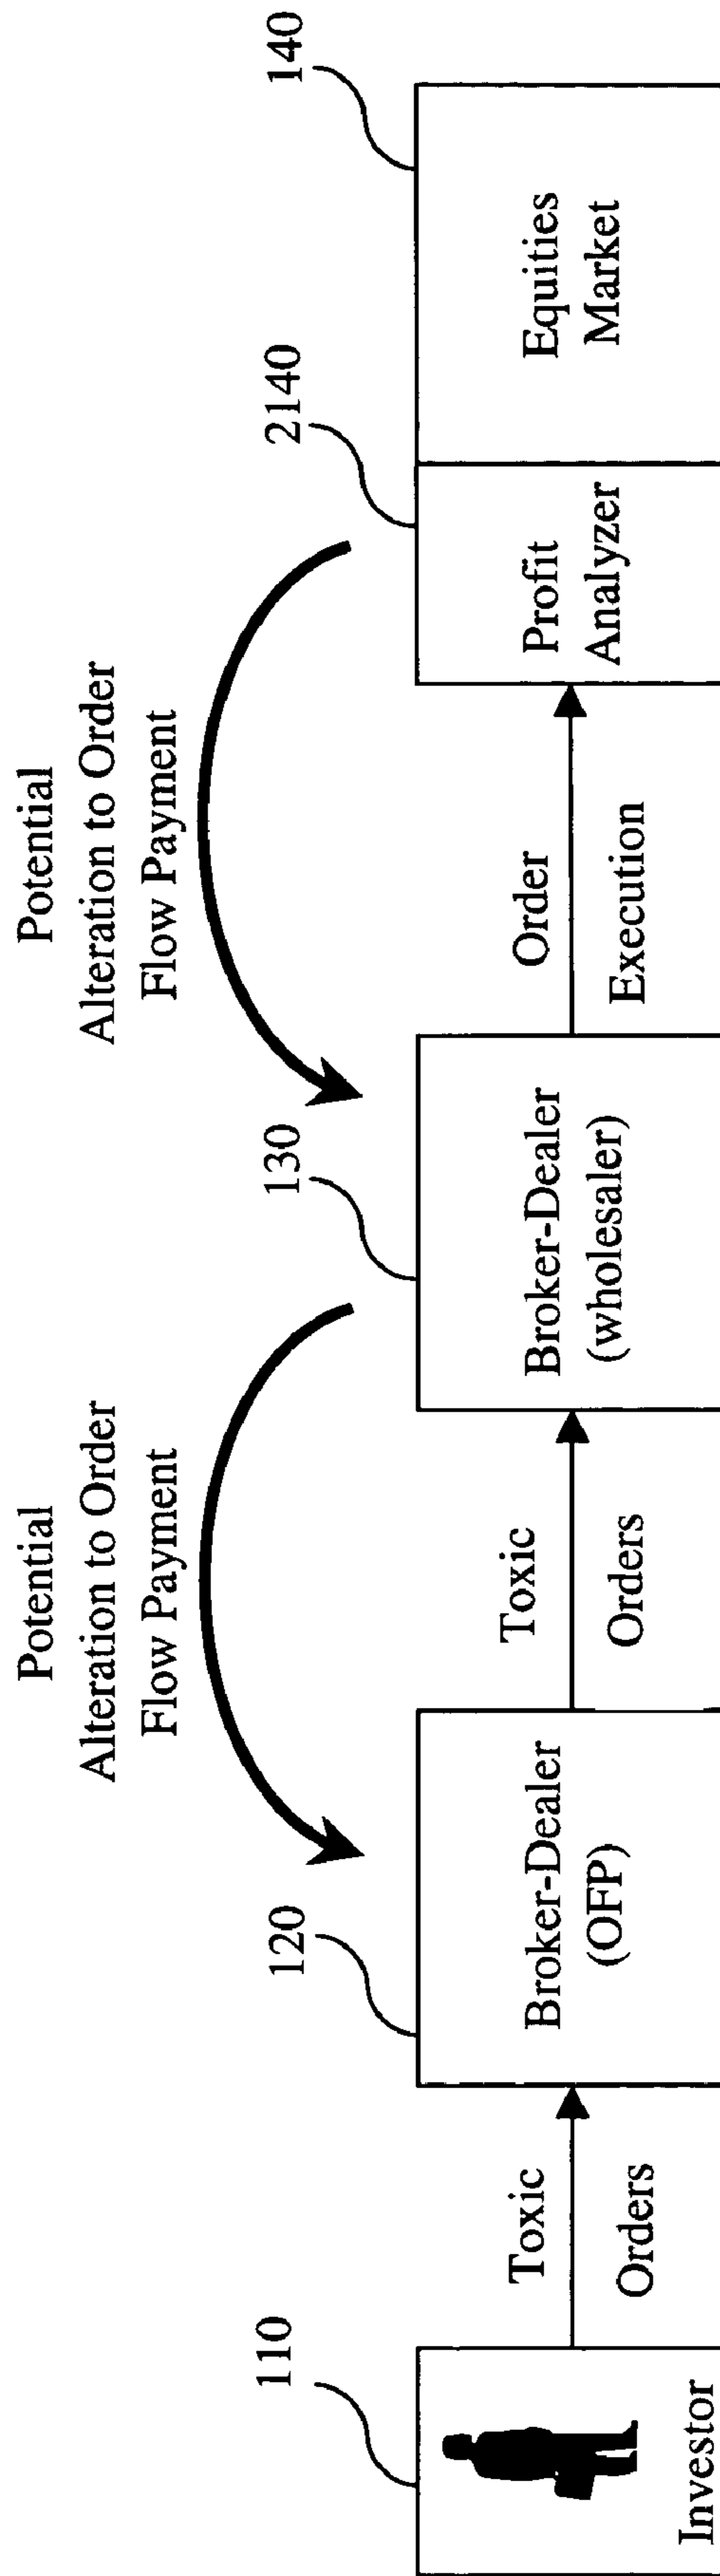 Potential
Alteration to Order
Flow Payment
Potential
Alteration to Order
Flow Payment
110
120
130
2140
140
Investor
Toxic
Orders
Broker-Dealer
(OFP)
Toxic
Orders
Broker-Dealer
(wholesaler)
Order
Execution
Profit
Analyzer
Equities
Market